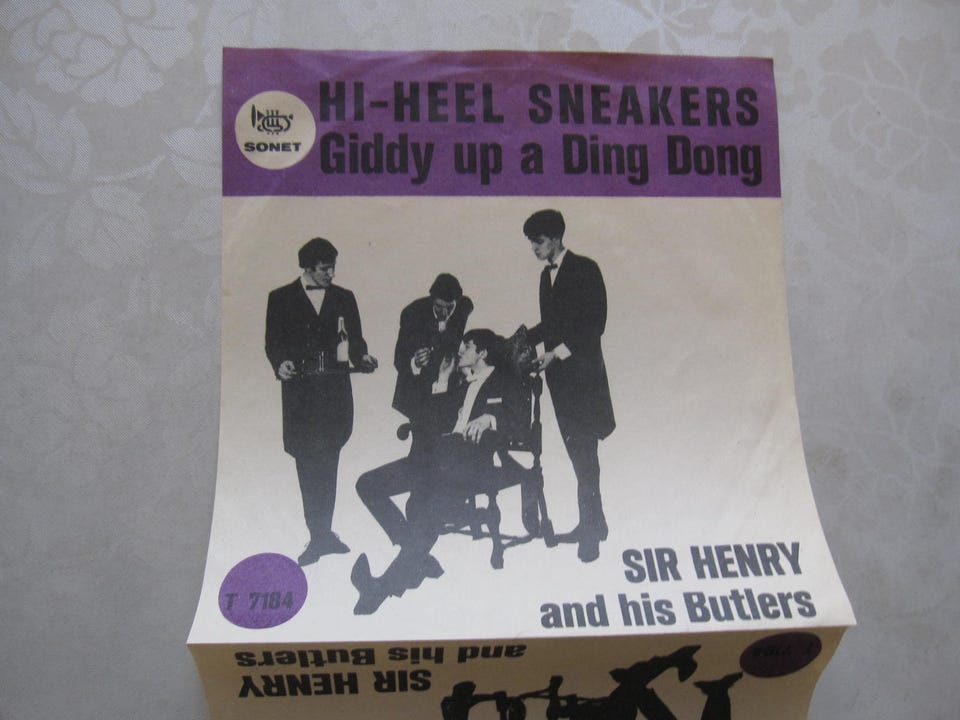 HI-HEEL SNEAKERS
Giddy up a Ding Dong
SONET
SIR HENRY
and his Butlers
T 7184
and his Butlers
SIR HENRY
T 7184